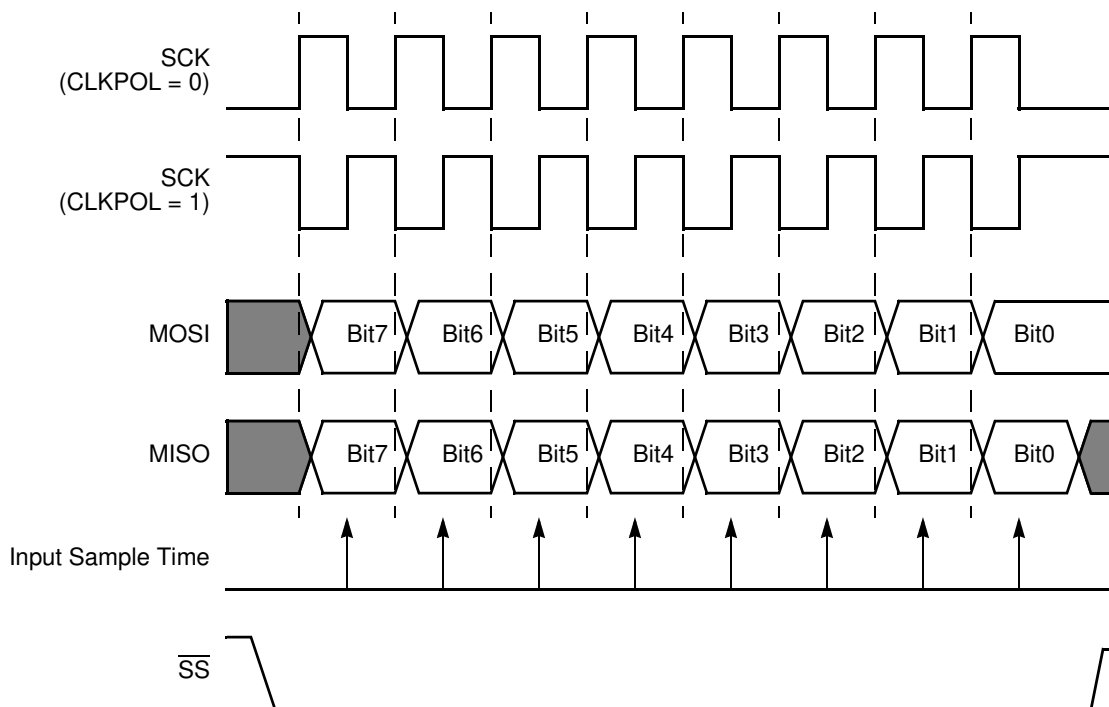 SCK
(CLKPOL = 0)
SCK
(CLKPOL = 1)
MOSI
Bit7 Bit6 Bit5 Bit4 Bit3 Bit2 Bit1 Bit0
MISO
Bit7 Bit6 Bit5 Bit4 Bit3 Bit2 Bit1 Bit0
Input Sample Time
SS